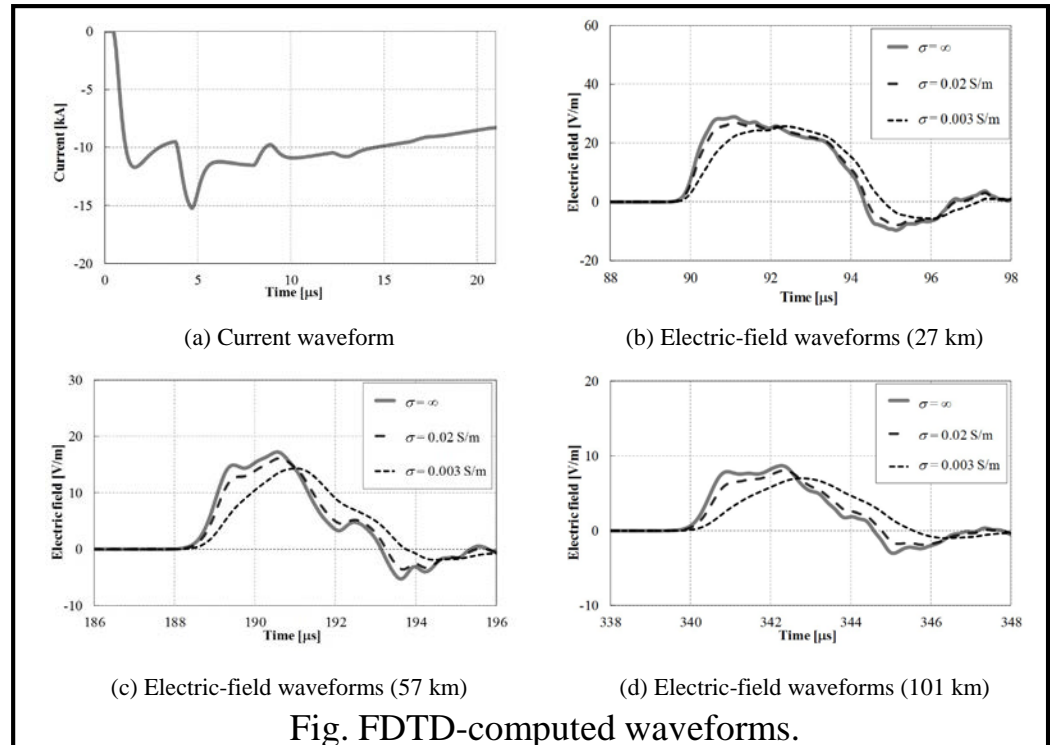 0
-5
-10
-15
-20
Current [kA]
0 5 10 15 20
Time [μs]
(a) Current waveform
60
40
20
0
-20
Electric field [V/m]
σ = ∞
σ = 0.02 S/m
σ = 0.003 S/m
88 90 92 94 96 98
Time [μs]
(b) Electric-field waveforms (27 km)
30
20
10
0
-10
Electric field [V/m]
σ = ∞
σ = 0.02 S/m
σ = 0.003 S/m
186 188 190 192 194 196
Time [μs]
(c) Electric-field waveforms (57 km)
20
10
0
-10
Electric field [V/m]
σ = ∞
σ = 0.02 S/m
σ = 0.003 S/m
338 340 342 344 346 348
Time [μs]
(d) Electric-field waveforms (101 km)
Fig. FDTD-computed waveforms.